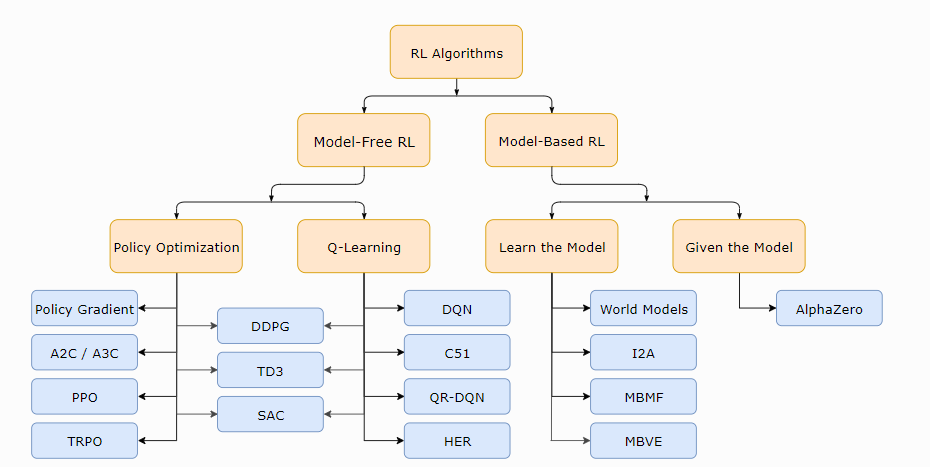 RL Algorithms
Model-Free RL
Model-Based RL
Policy Optimization
Q-Learning
Learn the Model
Given the Model
Policy Gradient
DDPG
DQN
World Models
AlphaZero
A2C / A3C
TD3
C51
I2A
PPO
SAC
QR-DQN
MBMF
TRPO
HER
MBVE